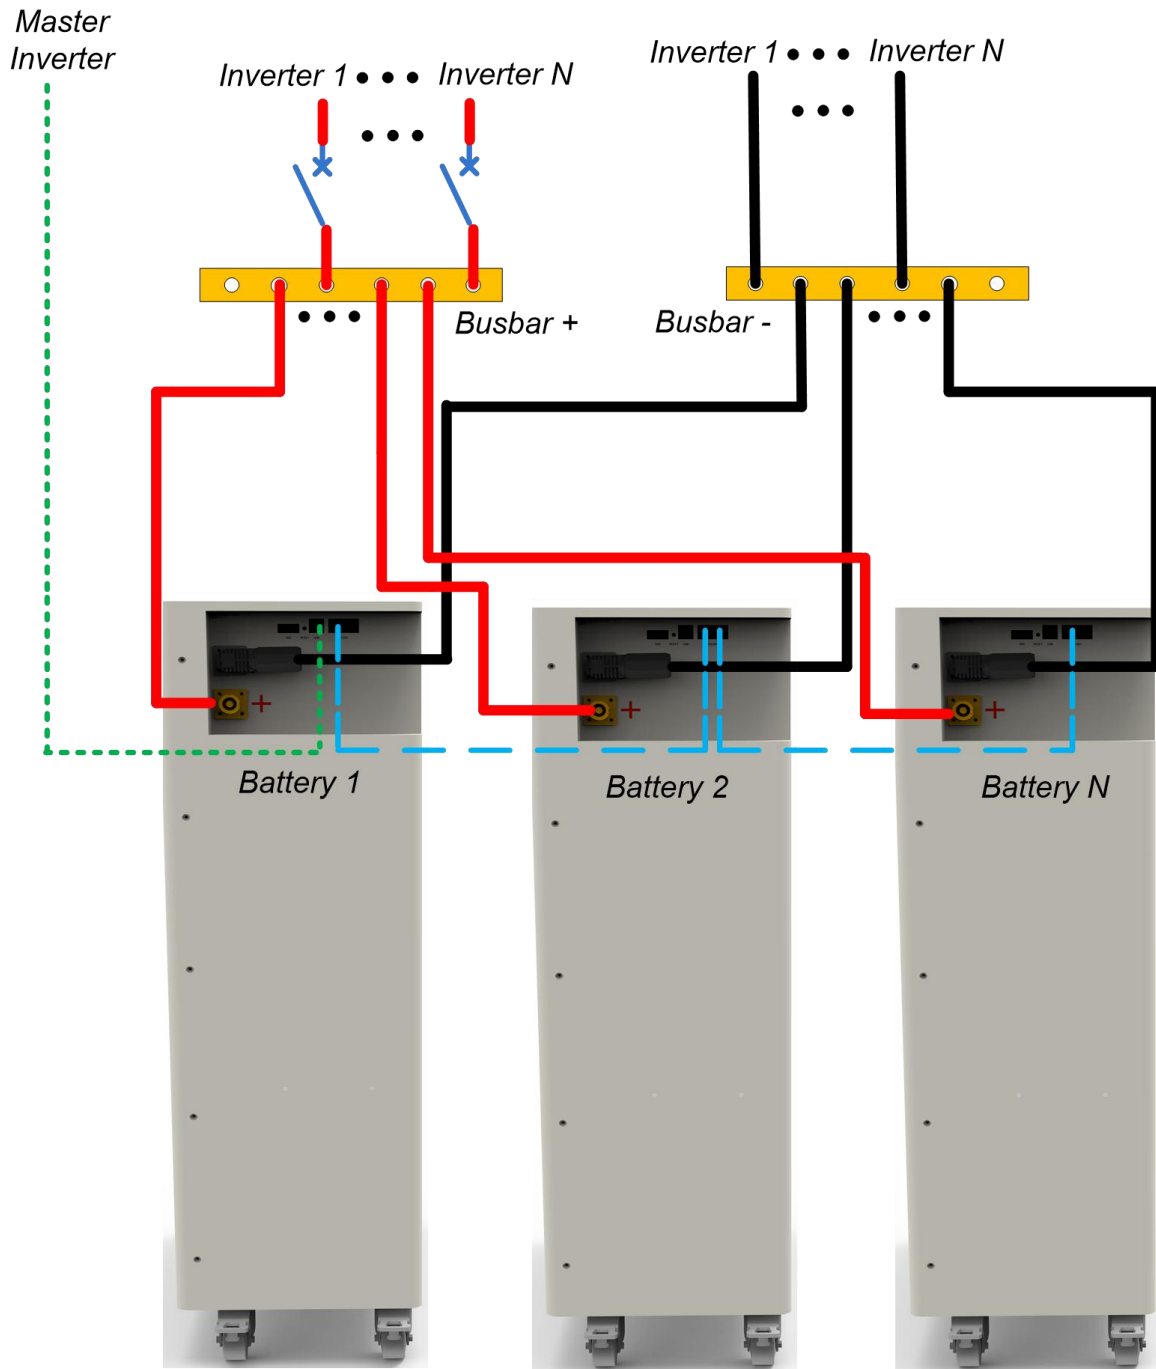 Master
Inverter
Inverter 1 ••• Inverter N
Inverter 1 ••• Inverter N
Busbar +
Busbar -
+
+
+
Battery 1
Battery 2
Battery N